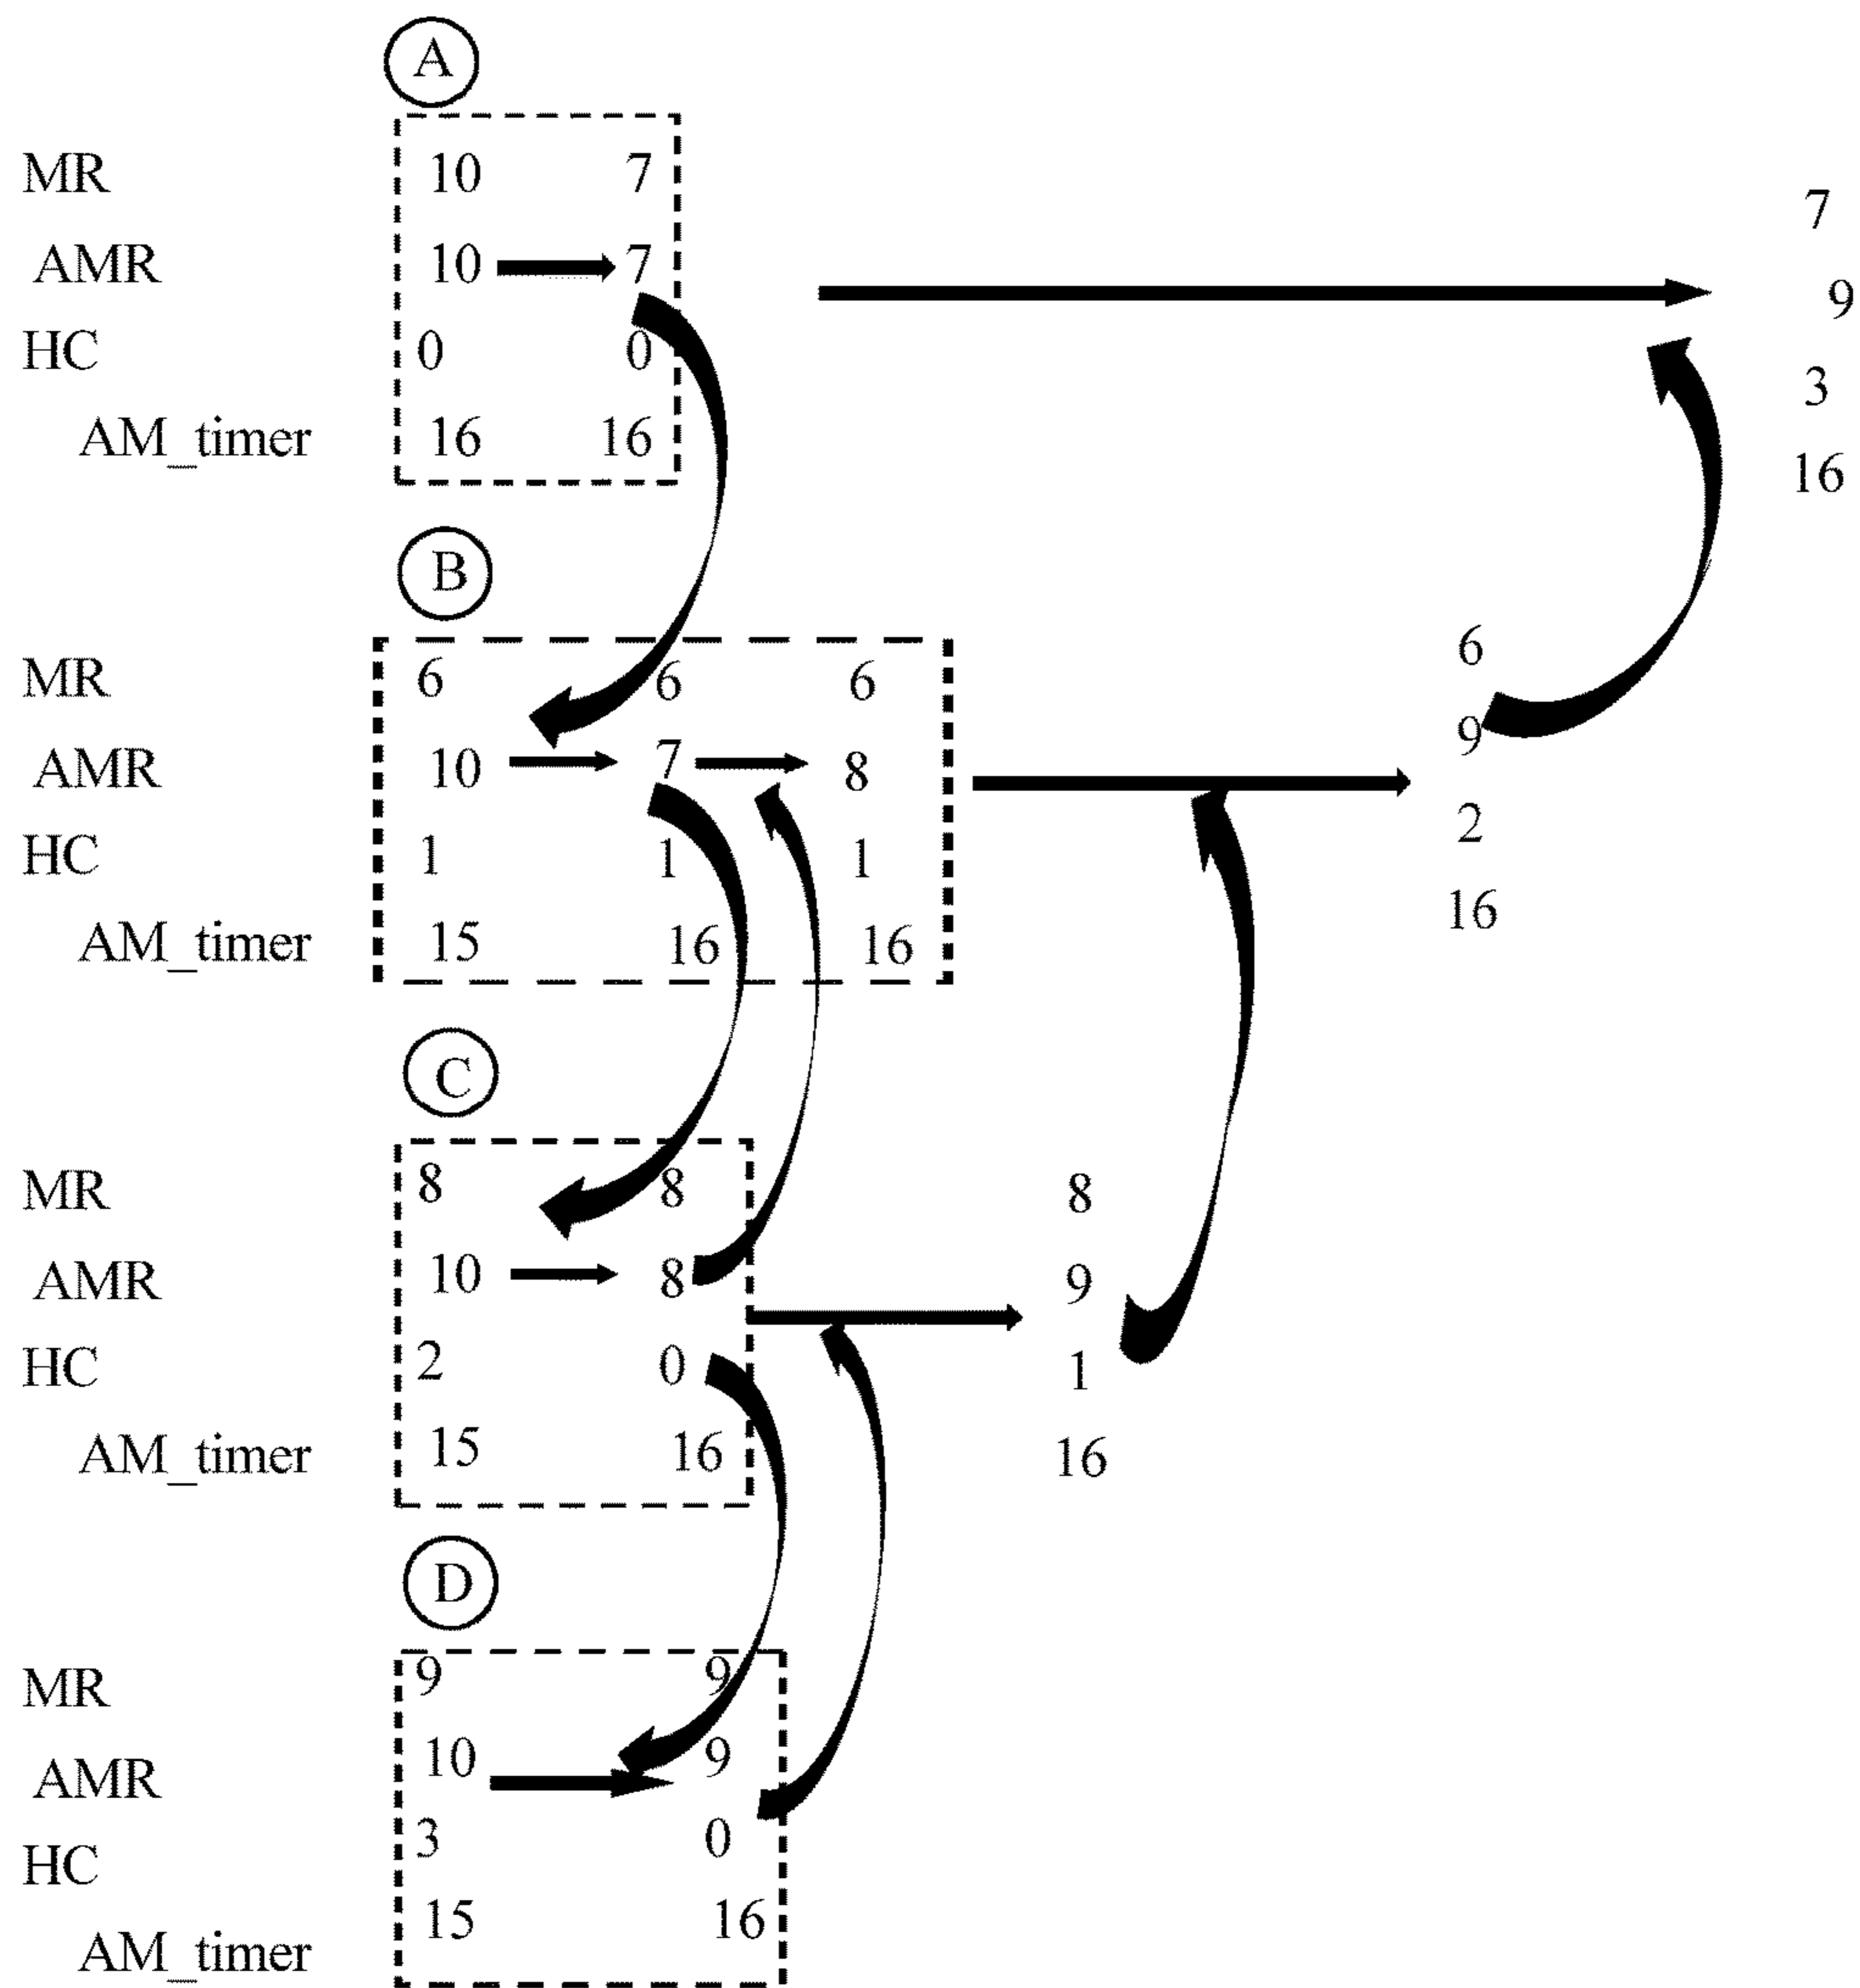 A
MR 10 7
7
AMR 10 7
9
HC 0 0
3
AM_timer 16 16
16
B
MR 6 6 6
6
AMR 10 7 8
9
HC 1 1 1
2
AM_timer 15 16 16
16
C
MR 8 8 8
AMR 10 8 9
HC 2 0 1
AM_timer 15 16 16
D
MR 9 9
AMR 10 9
HC 3 0
AM_timer 15 16